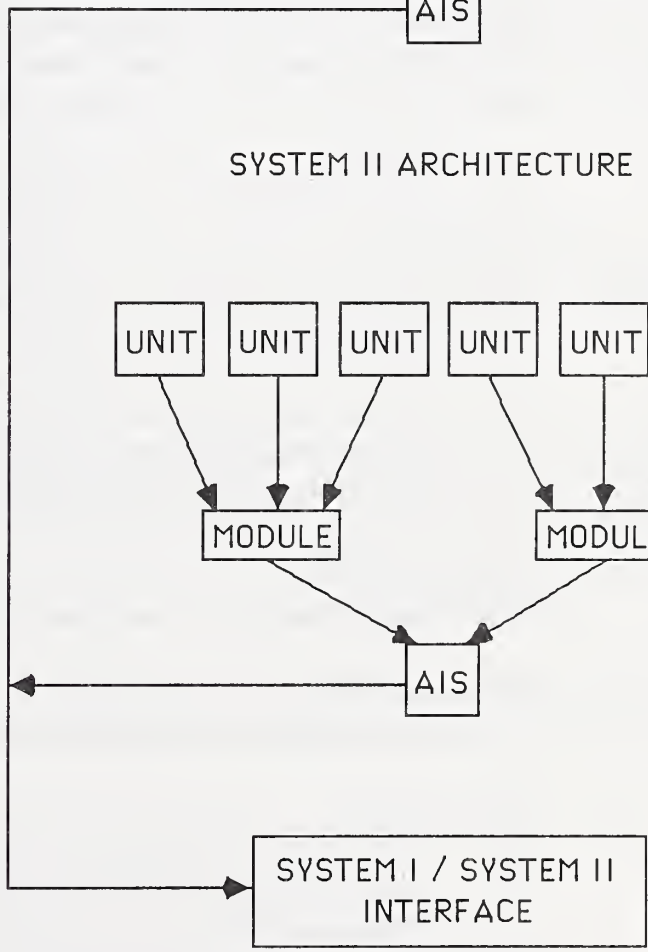 AIS
SYSTEM II ARCHITECTURE
UNIT UNIT UNIT UNIT UNIT
MODULE MODUL
AIS
SYSTEM I / SYSTEM II
INTERFACE